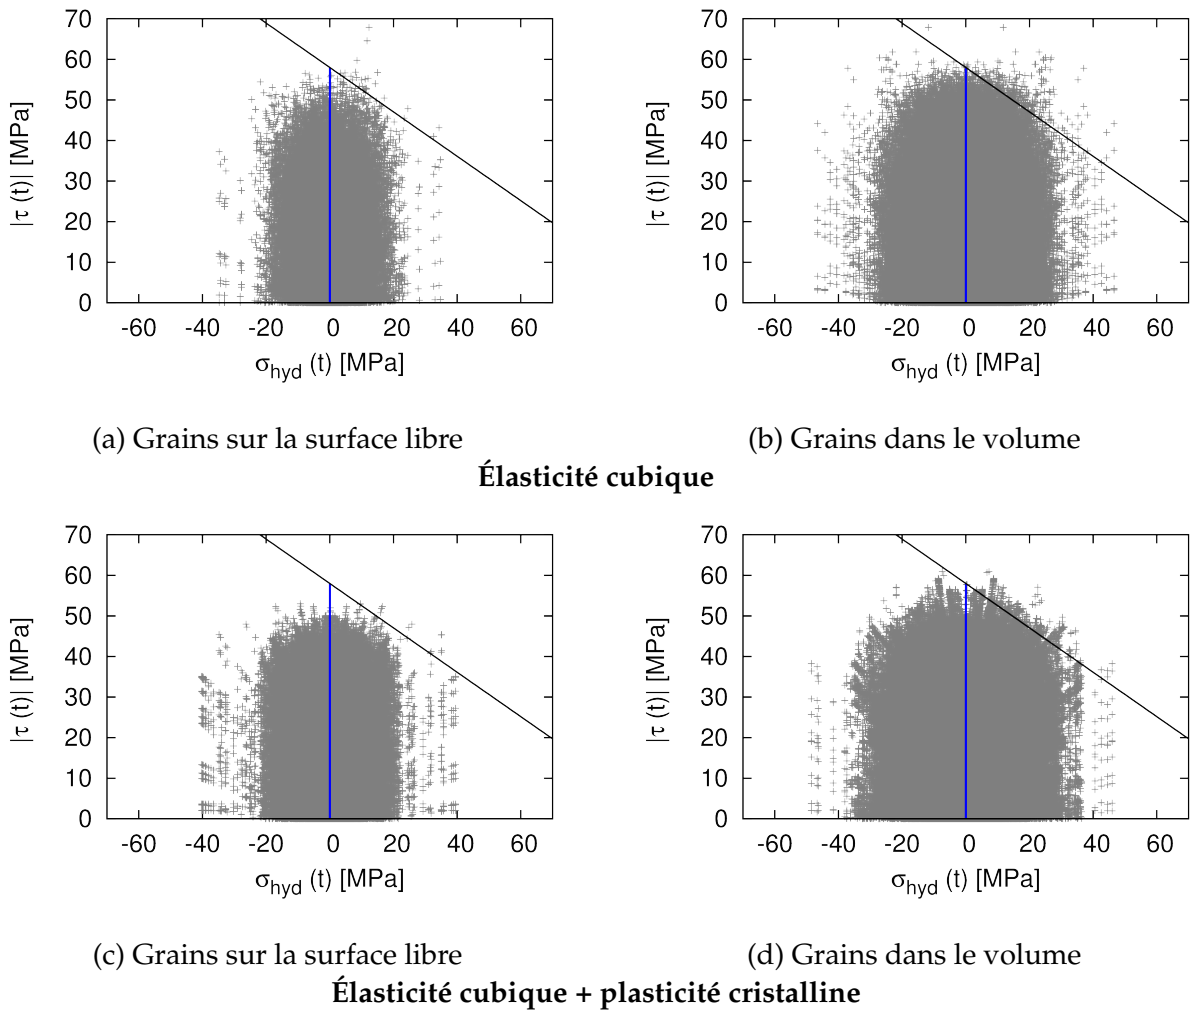 70
60
50
40
30
20
10
0
|τ (t)| [MPa]
-60 -40 -20 0 20 40 60
σhyd (t) [MPa]
(a) Grains sur la surface libre
70
60
50
40
30
20
10
0
|τ (t)| [MPa]
-60 -40 -20 0 20 40 60
σhyd (t) [MPa]
(b) Grains dans le volume
Élasticité cubique
70
60
50
40
30
20
10
0
|τ (t)| [MPa]
-60 -40 -20 0 20 40 60
σhyd (t) [MPa]
(c) Grains sur la surface libre
70
60
50
40
30
20
10
0
|τ (t)| [MPa]
-60 -40 -20 0 20 40 60
σhyd (t) [MPa]
(d) Grains dans le volume
Élasticité cubique + plasticité cristalline